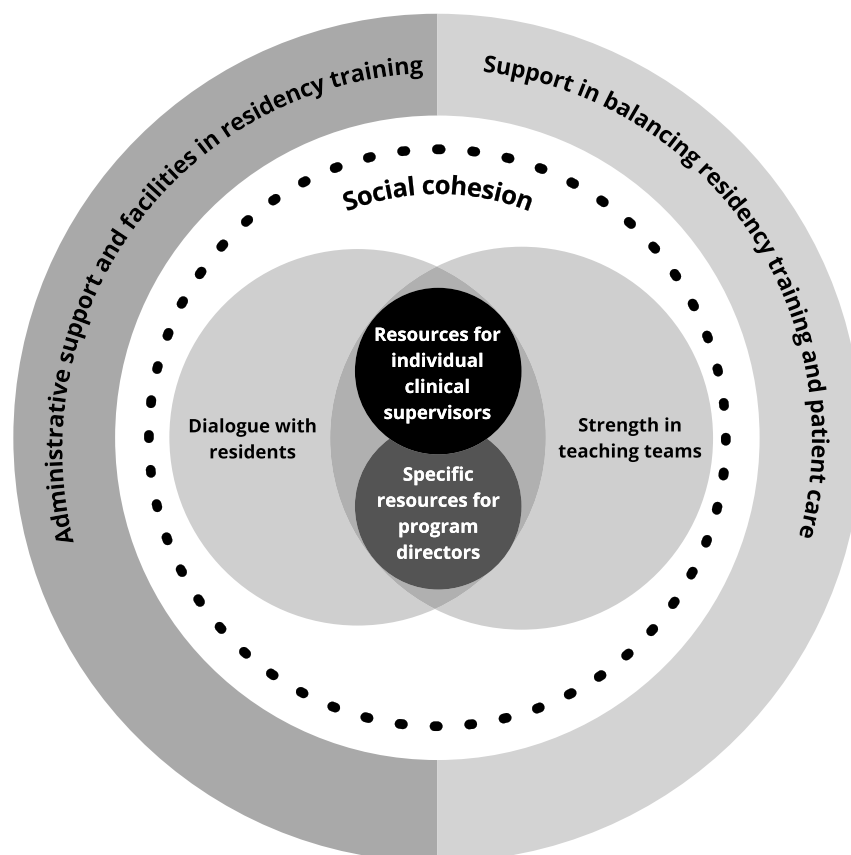 Administrative support and facilities in residency training
Support in balancing residency training and patient care
Social cohesion
Resources for
individual
clinical
supervisors
Dialogue with
residents
Strength in
teaching teams
Specific
resources for
program
directors